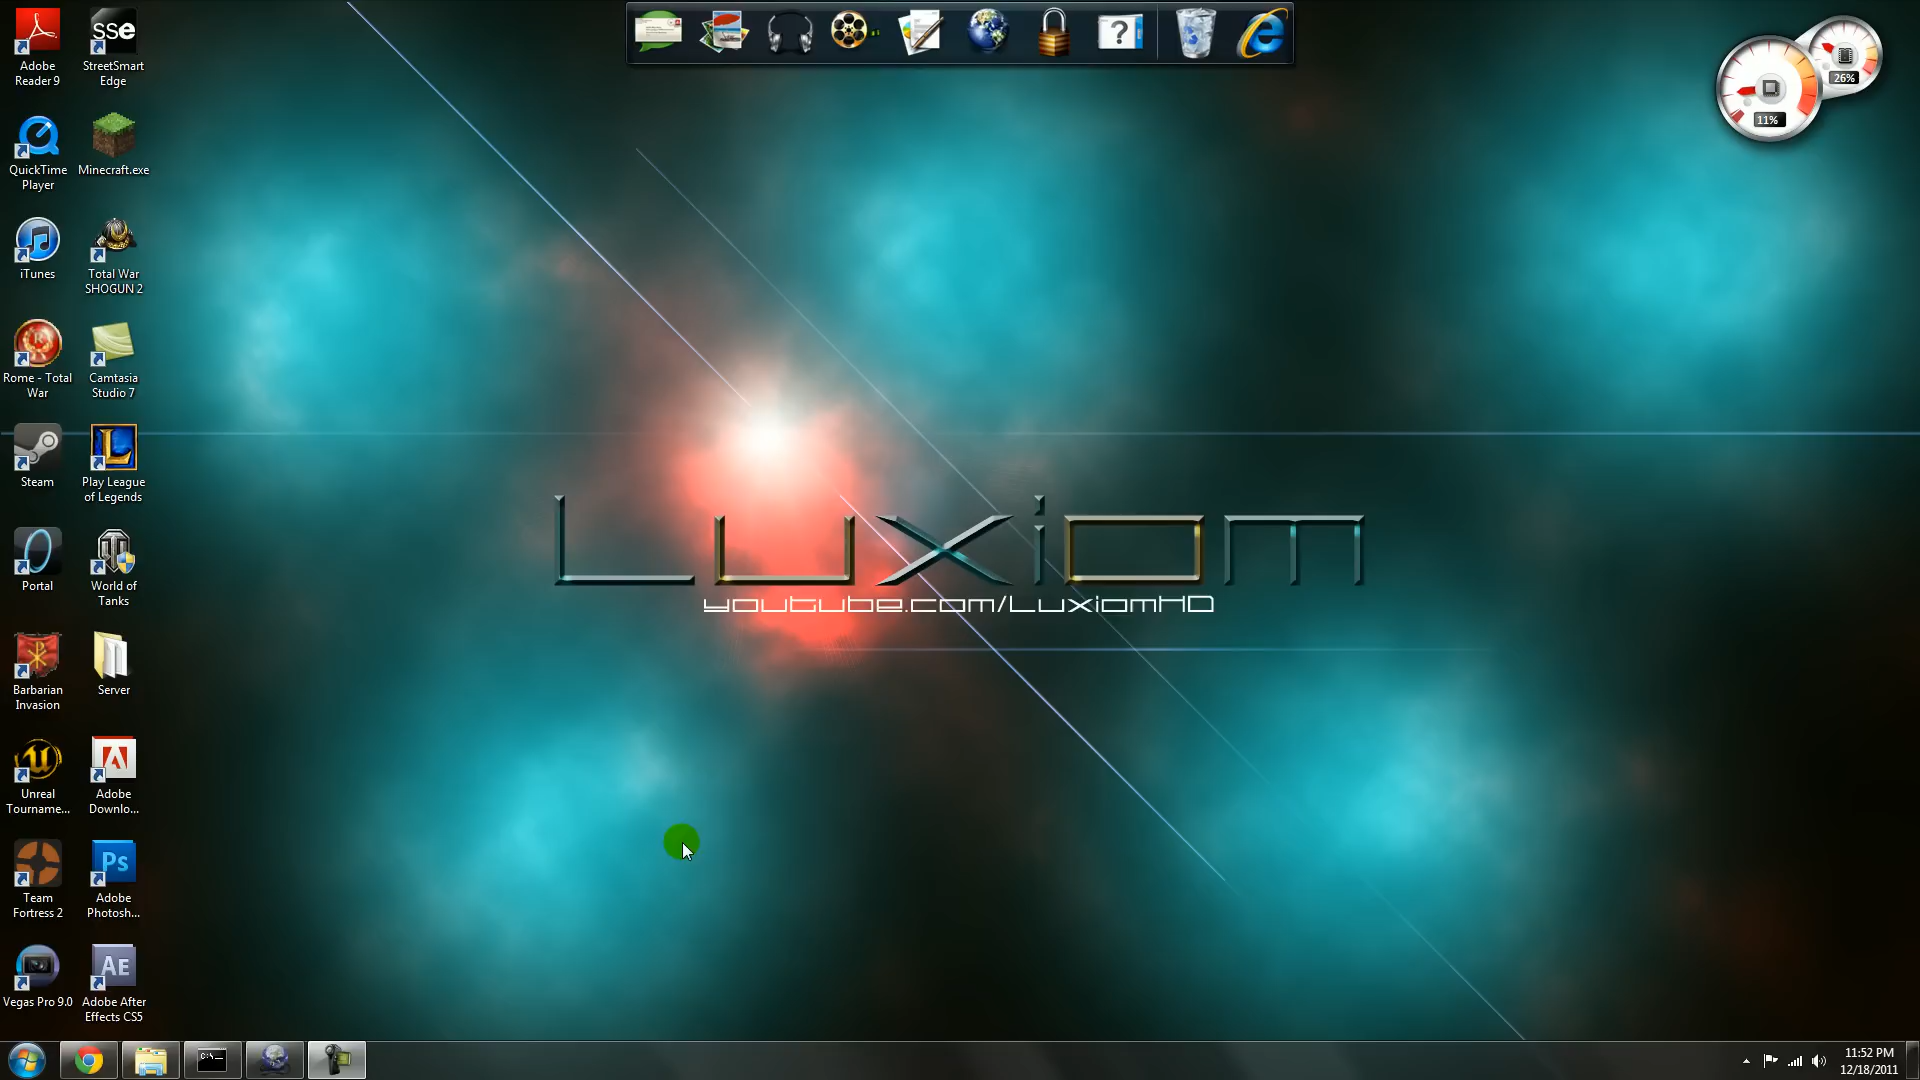 Adobe
Reader 9
SSe
StreetSmart
Edge
QuickTime
Player
Minecraft.exe
iTunes
Total War
SHOGUN 2
Rome - Total
War
Camtasia
Studio 7
Steam
Play League
of Legends
Portal
World of
Tanks
Barbarian
Invasion
Server
Unreal
Tourname...
Adobe
Downlo...
Team
Fortress 2
Ps
Adobe
Photosh...
Vegas Pro 9.0
AE
Adobe After
Effects CS5
26%
11%
Luxiom
youtube.com/LuxiomHD
C:\_
11:52 PM
12/18/2011